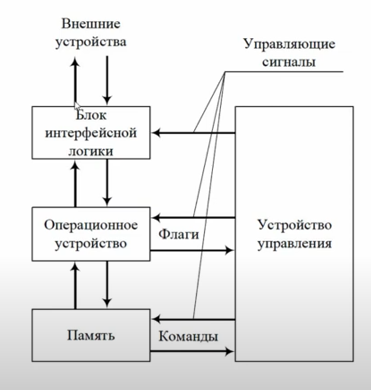 Внешние
устройства
Управляющие
сигналы
Блок
интерфейсной
логики
Операционное
устройство
Флаги
Устройство
управления
Память
Команды